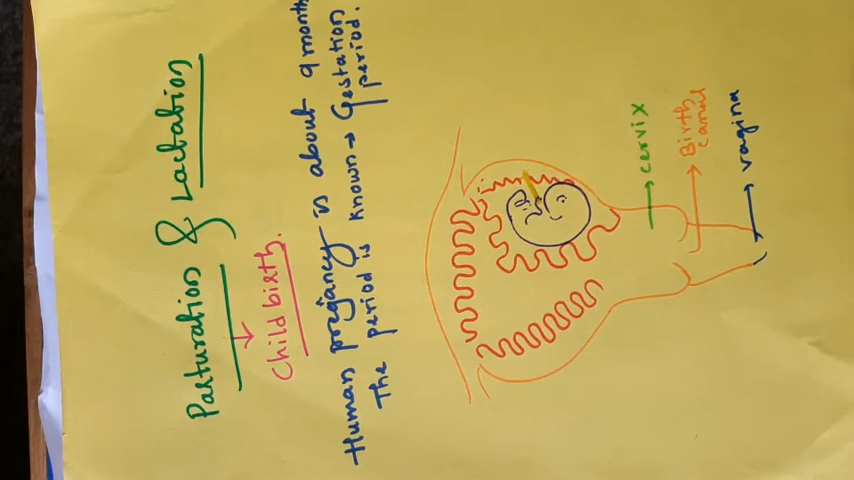 Parturation & Lactation
Child birth.
Human pregancy is about 9 month
The period is known → Gestation
period.
cervix
Birth
canal
vagina